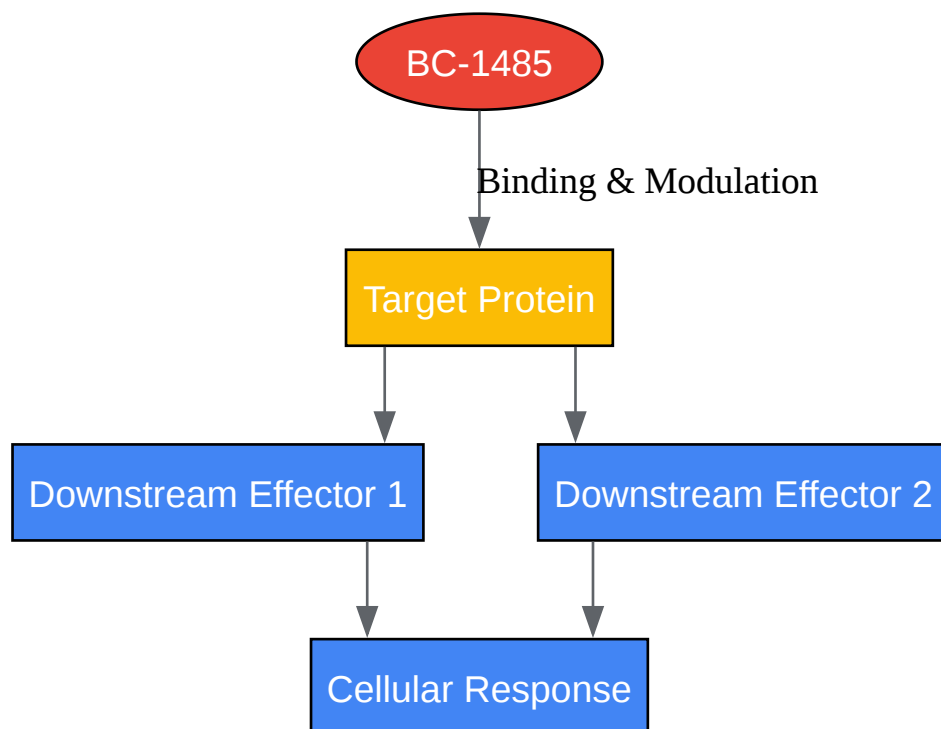 BC-1485
Binding & Modulation
Target Protein
Downstream Effector 1
Downstream Effector 2
Cellular Response